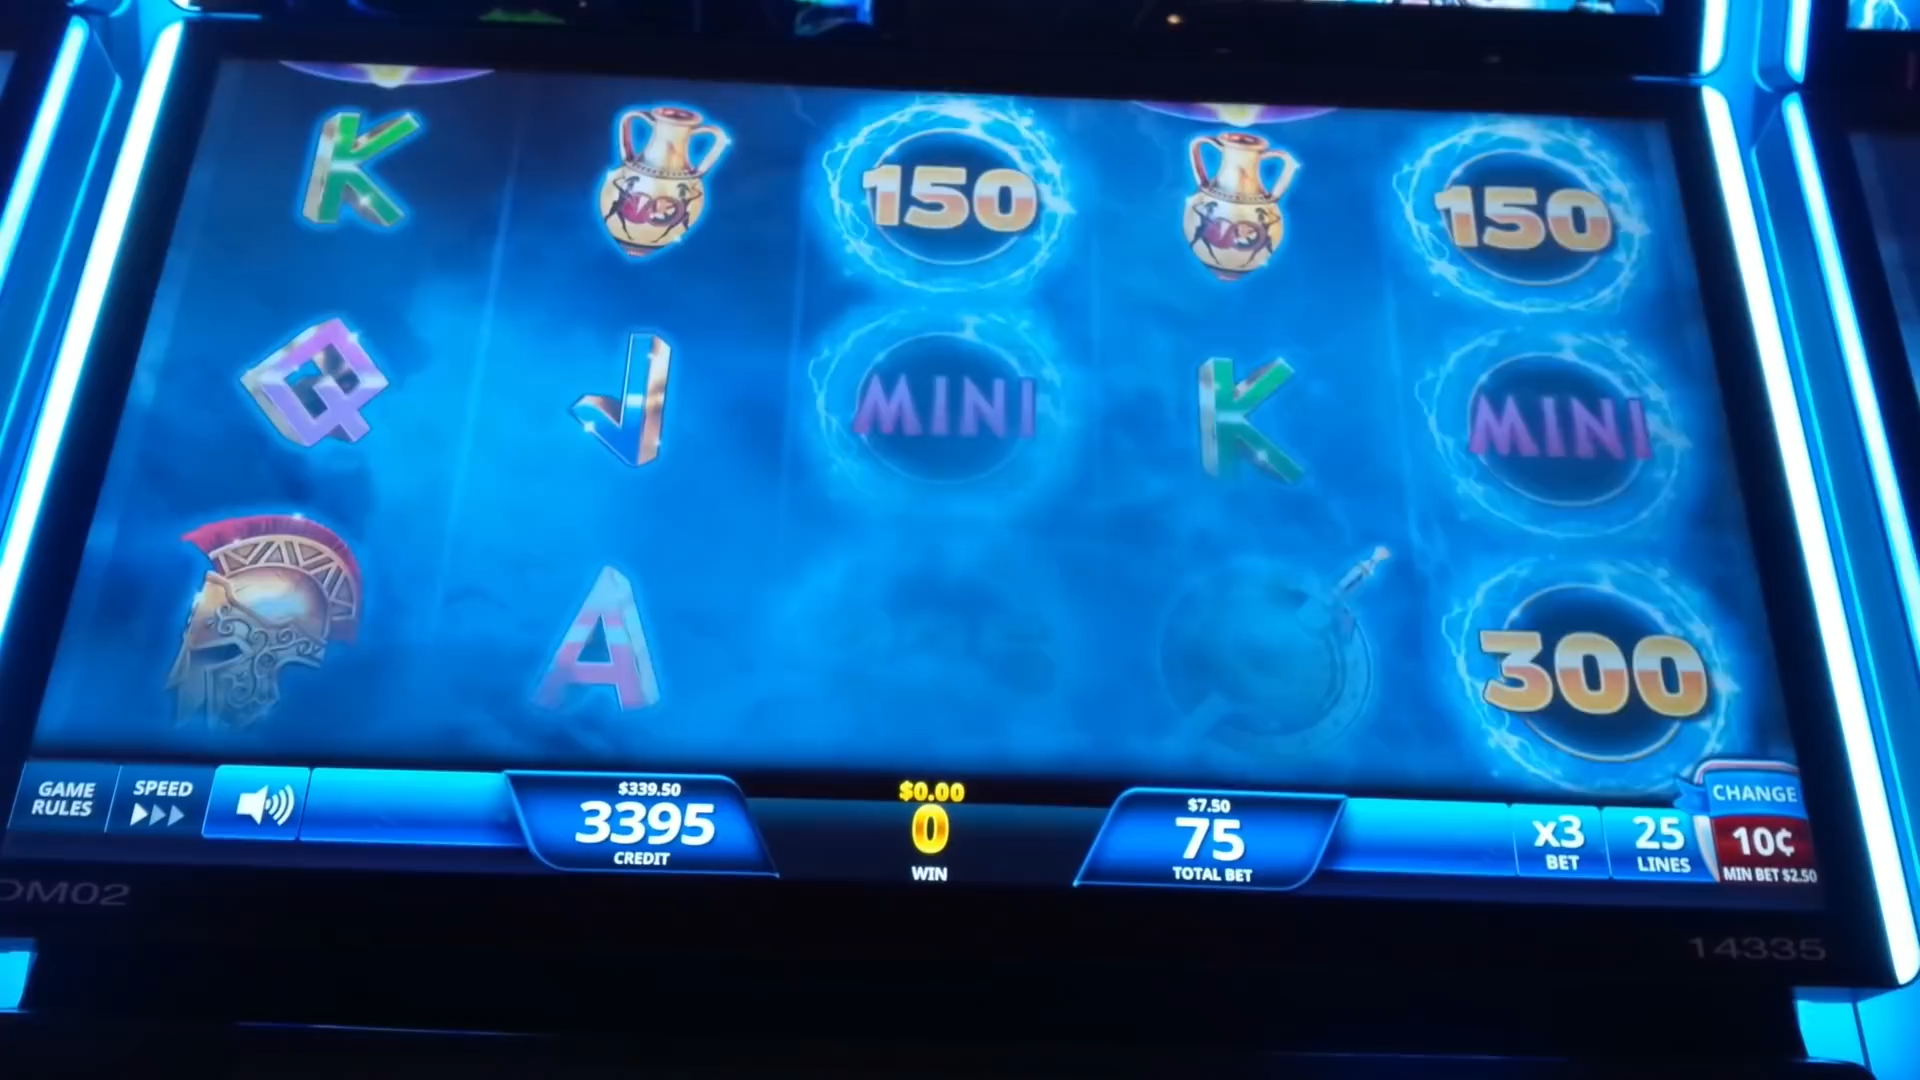 K
150
150
Q
J
MINI
K
MINI
A
300
GAME RULES
SPEED
$339.50
3395
CREDIT
$0.00
0
WIN
$7.50
75
TOTAL BET
x3
BET
25
LINES
CHANGE
10¢
MIN BET $2.50
DM02
14335